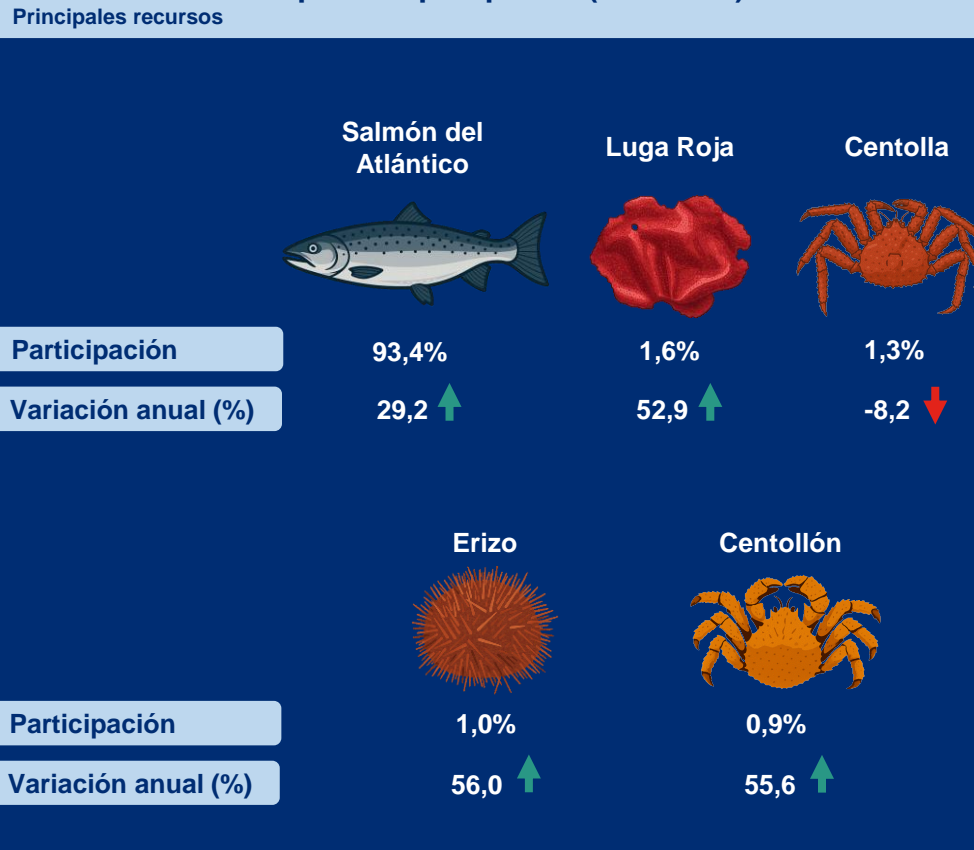 Principales recursos
Salmón del
Atlántico
Luga Roja
Centolla
Participación
93,4%
1,6%
1,3%
Variación anual (%)
29,2
52,9
-8,2
Erizo
Centollón
Participación
1,0%
0,9%
Variación anual (%)
56,0
55,6